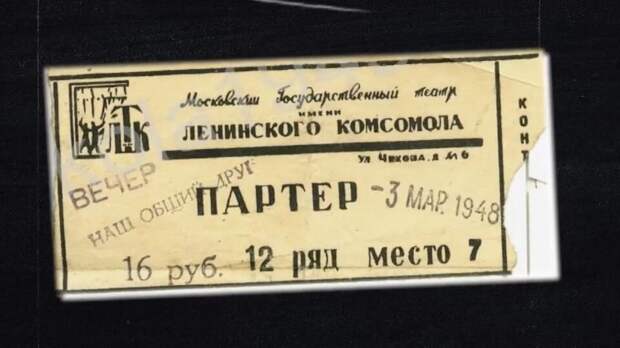 ЛТК
Московский Государственный театр
имени
ЛЕНИНСКОГО КОМСОМОЛА
Ул Чехова, д № 6
ВЕЧЕР
НАШ ОБЩИЙ ДРУГ
ПАРТЕР
-3 МАР. 1948
16 руб. 12 ряд место 7
КОНТ